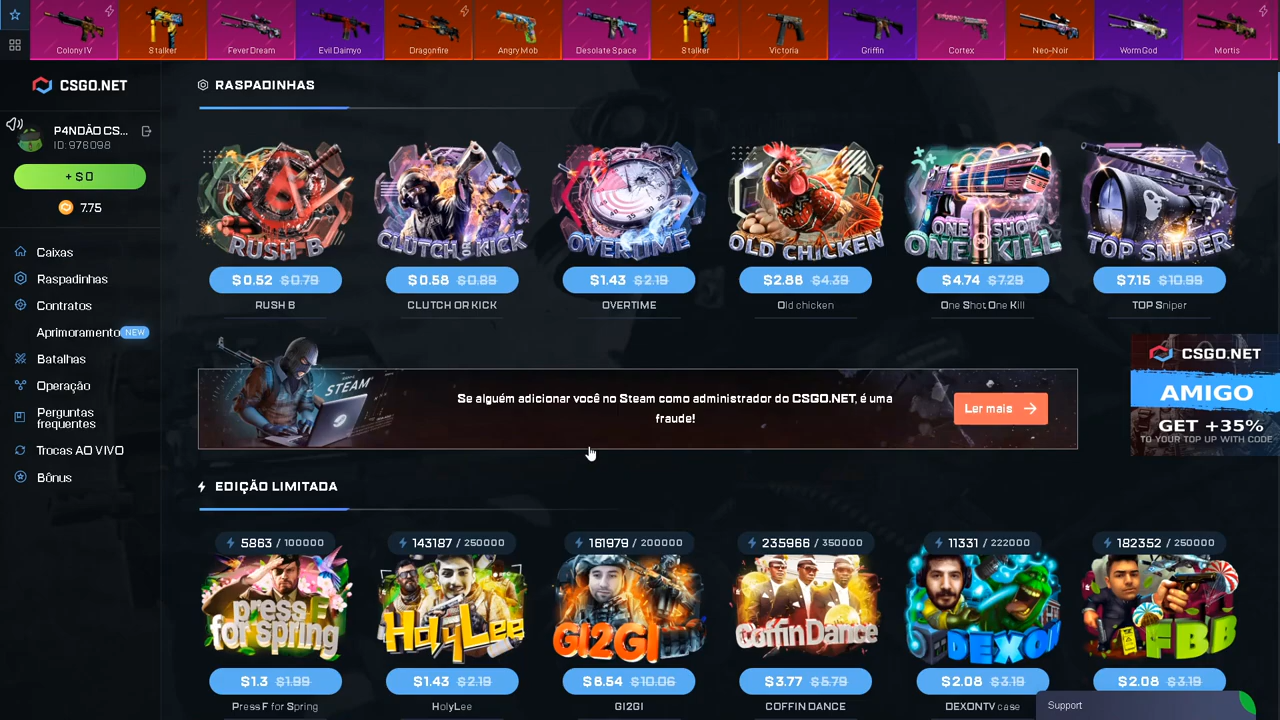 Colony IV
Stalker
Fever Dream
Evil Daimyo
Dragonfire
Angry Mob
Desolate Space
Stalker
Victoria
Griffin
Cortex
Neo-Noir
Worm God
Mortis
CSGO.NET
P4NDÃO CS...
ID: 976098
+ $ 0
7.75
Caixas
Raspadinhas
Contratos
Aprimoramento NEW
Batalhas
Operação
Perguntas
frequentes
Trocas AO VIVO
Bônus
RASPADINHAS
RUSH B
CLUTCH OR KICK
OVERTIME
OLD CHICKEN
ONE SHOT
ONE KILL
TOP SNIPER
$ 0.52 $ 0.79
$ 0.58 $ 0.89
$ 1.43 $ 2.19
$ 2.88 $ 4.39
$ 4.74 $ 7.29
$ 7.15 $ 10.99
RUSH B
CLUTCH OR KICK
OVERTIME
Old chicken
One Shot One Kill
TOP Sniper
STEAM
Se alguém adicionar você no Steam como administrador do CSGO.NET, é uma
fraude!
Ler mais
CSGO.NET
AMIGO
GET +35%
TO YOUR TOP UP WITH CODE
EDIÇÃO LIMITADA
5863 / 100000
143187 / 250000
161979 / 200000
235966 / 350000
11331 / 222000
182352 / 250000
press F
for spring
HolyLee
GI2GI
Coffin Dance
DEXON
FBB
$ 1.3 $ 1.99
$ 1.43 $ 2.19
$ 6.54 $ 10.06
$ 3.77 $ 5.79
$ 2.08 $ 3.19
$ 2.08 $ 3.19
Press F for Spring
HolyLee
GI2GI
COFFIN DANCE
DEXONTV case
Support